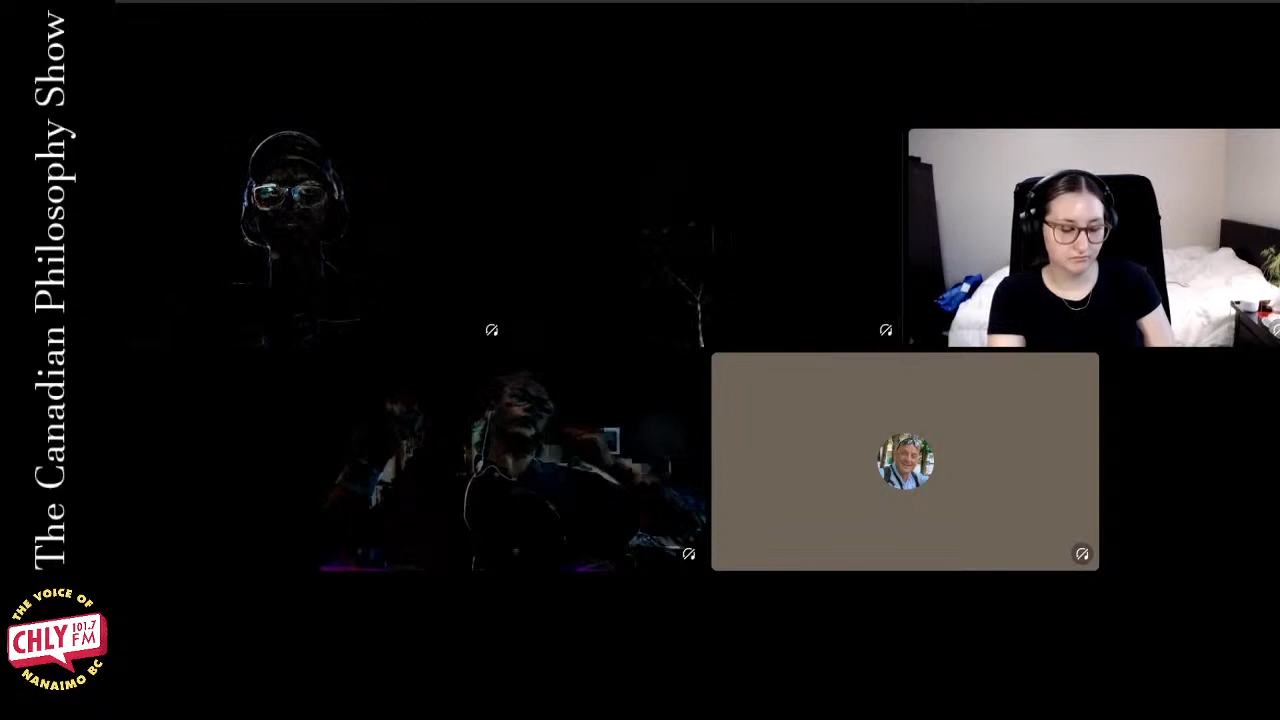 The Canadian Philosophy Show
THE VOICE OF
CHLY 101.7
FM
NANAIMO BC